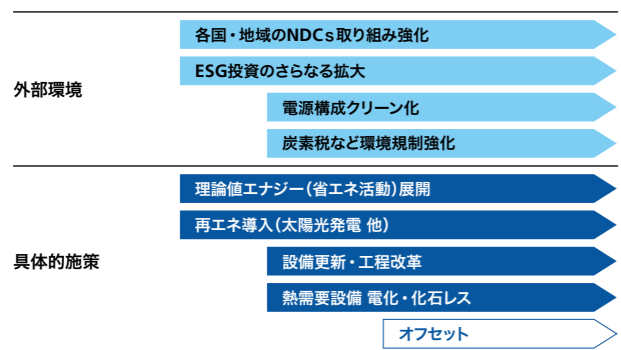 外部環境
各国・地域のNDCs取り組み強化
ESG投資のさらなる拡大
電源構成クリーン化
炭素税など環境規制強化
具体的施策
理論値エナジー(省エネ活動)展開
再エネ導入(太陽光発電 他)
設備更新・工程改革
熱需要設備 電化・化石レス
オフセット